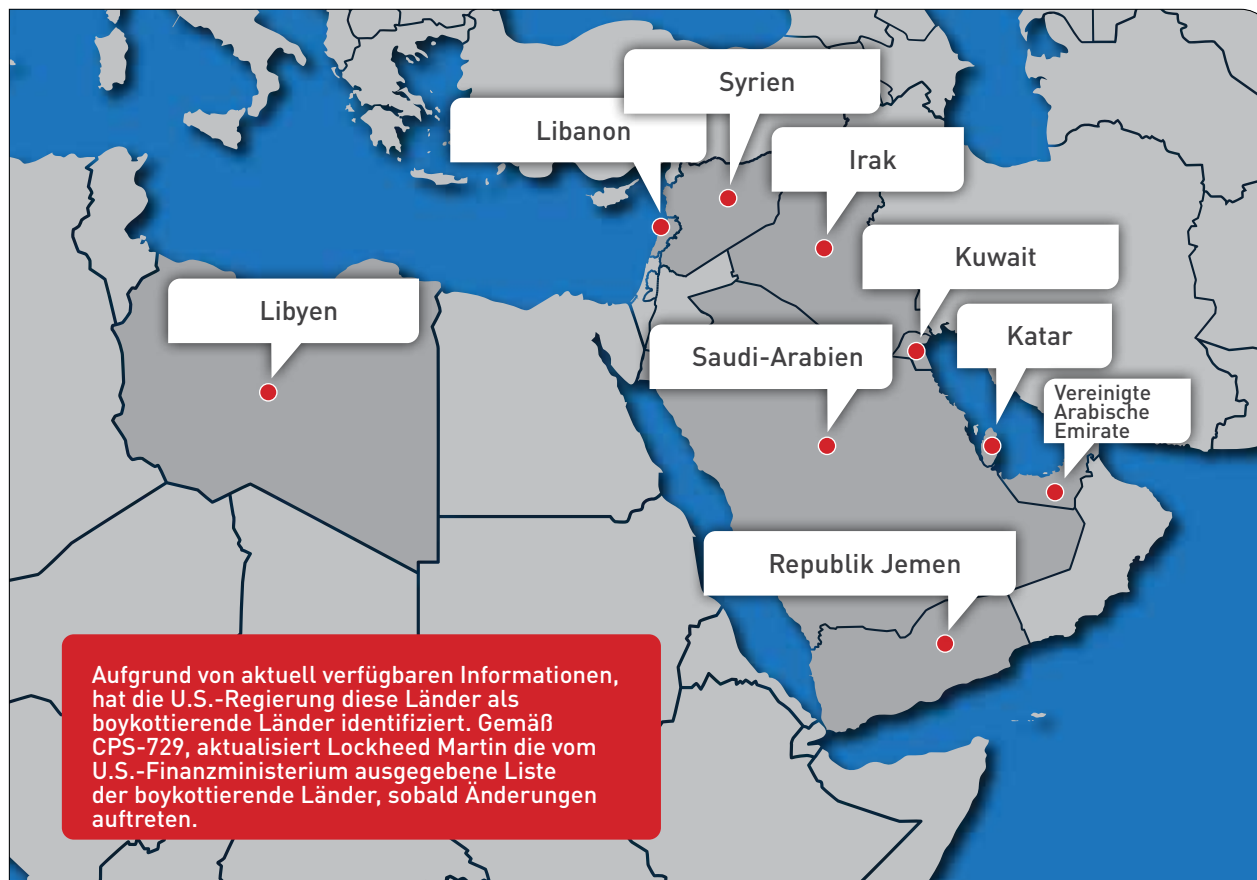 Syrien
Libanon
Irak
Kuwait
Libyen
Katar
Saudi-Arabien
Vereinigte
Arabische
Emirate
Republik Jemen
Aufgrund von aktuell verfügbaren Informationen,
hat die U.S.-Regierung diese Länder als
boykottierende Länder identifiziert. Gemäß
CPS-729, aktualisiert Lockheed Martin die vom
U.S.-Finanzministerium ausgegebene Liste
der boykottierende Länder, sobald Änderungen
auftreten.